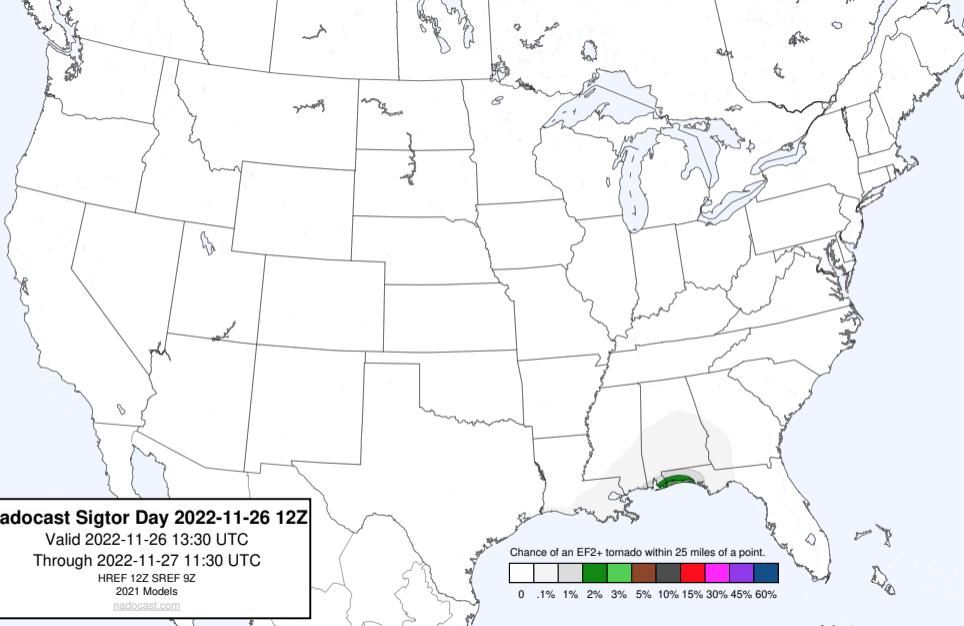 adocast Sigtor Day 2022-11-26 12Z
Valid 2022-11-26 13:30 UTC
Through 2022-11-27 11:30 UTC
HREF 12Z SREF 9Z
2021 Models
nadocast.com
Chance of an EF2+ tornado within 25 miles of a point.
0 .1% 1% 2% 3% 5% 10% 15% 30% 45% 60%